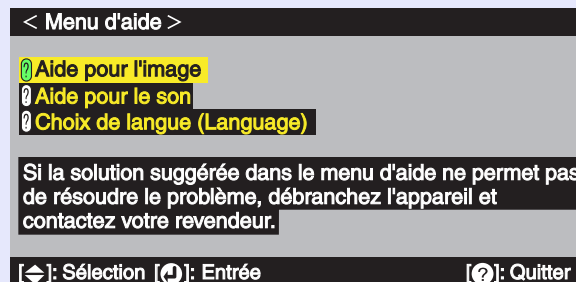 < Menu d'aide >
Aide pour l'image
Aide pour le son
Choix de langue (Language)
Si la solution suggérée dans le menu d'aide ne permet pas
de résoudre le problème, débranchez l'appareil et
contactez votre revendeur.
[◆]: Sélection [↵]: Entrée [?]: Quitter